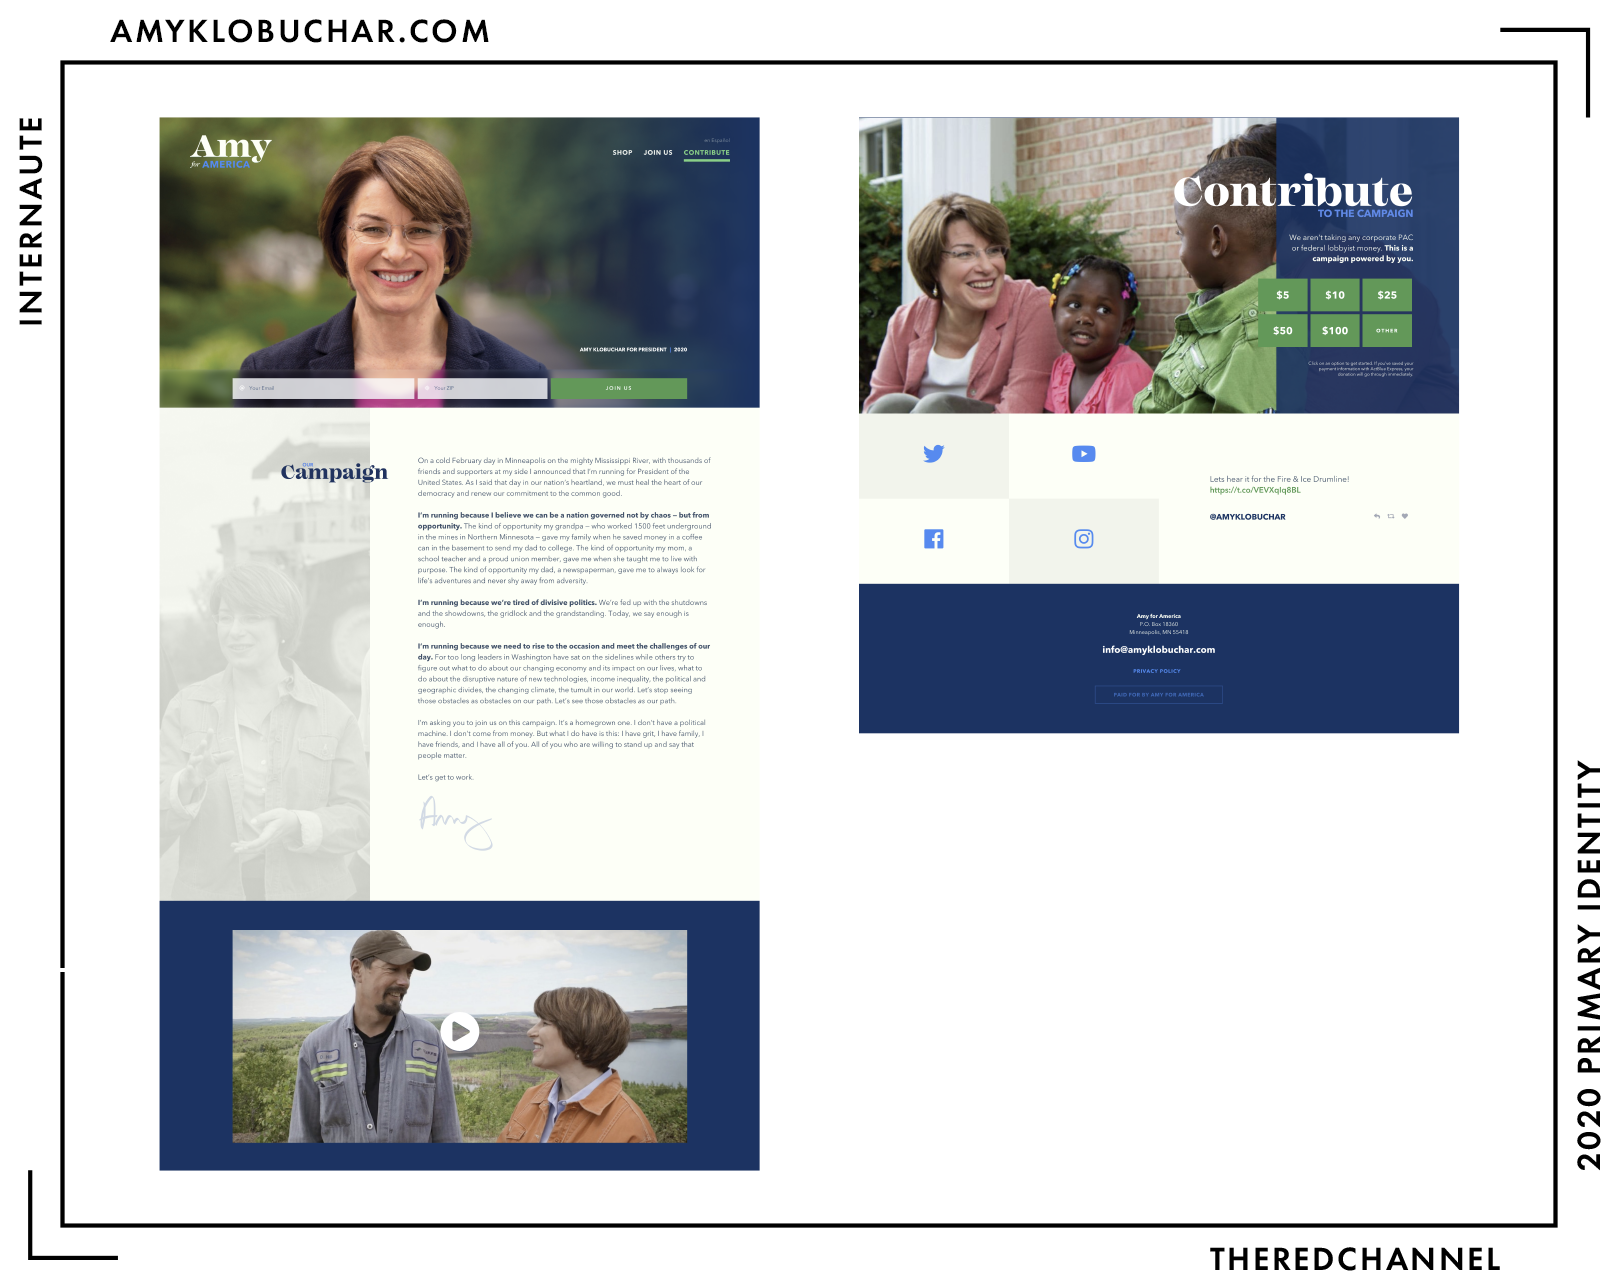 AMYKLOBUCHAR.COM
INTERNAUTE
Amy
for AMERICA
en Español
SHOP JOIN US CONTRIBUTE
AMY KLOBUCHAR FOR PRESIDENT | 2020
Your Email
Your ZIP
JOIN US
OUR
Campaign
On a cold February day in Minneapolis on the mighty Mississippi River, with thousands of
friends and supporters at my side I announced that I'm running for President of the
United States. As I said that day in our nation's heartland, we must heal the heart of our
democracy and renew our commitment to the common good.
I'm running because I believe we can be a nation governed not by chaos – but from
opportunity. The kind of opportunity my grandpa – who worked 1500 feet underground
in the mines in Northern Minnesota – gave my family when he saved money in a coffee
can in the basement to send my dad to college. The kind of opportunity my mom, a
school teacher and a proud union member, gave me when she taught me to live with
purpose. The kind of opportunity my dad, a newspaperman, gave me to always look for
life's adventures and never shy away from adversity.
I'm running because we're tired of divisive politics. We're fed up with the shutdowns
and the showdowns, the gridlock and the grandstanding. Today, we say enough is
enough.
I'm running because we need to rise to the occasion and meet the challenges of our
day. For too long leaders in Washington have sat on the sidelines while others try to
figure out what to do about our changing economy and its impact on our lives, what to
do about the disruptive nature of new technologies, income inequality, the political and
geographic divides, the changing climate, the tumult in our world. Let's stop seeing
those obstacles as obstacles on our path. Let's see those obstacles as our path.
I'm asking you to join us on this campaign. It's a homegrown one. I don't have a political
machine. I don't come from money. But what I do have is this: I have grit, I have family, I
have friends, and I have all of you. All of you who are willing to stand up and say that
people matter.
Let's get to work.
Amy
Contribute
TO THE CAMPAIGN
We aren't taking any corporate PAC
or federal lobbyist money. This is a
campaign powered by you.
$5 $10 $25
$50 $100 OTHER
Click on an option to get started. If you've saved your
payment information with ActBlue Express, your
donation will go through immediately.
Lets hear it for the Fire & Ice Drumline!
https://t.co/VEVXqlq8BL
@AMYKLOBUCHAR
Amy for America
P.O. Box 18360
Minneapolis, MN 55418
info@amyklobuchar.com
PRIVACY POLICY
PAID FOR BY AMY FOR AMERICA
2020 PRIMARY IDENTITY
THEREDCHANNEL